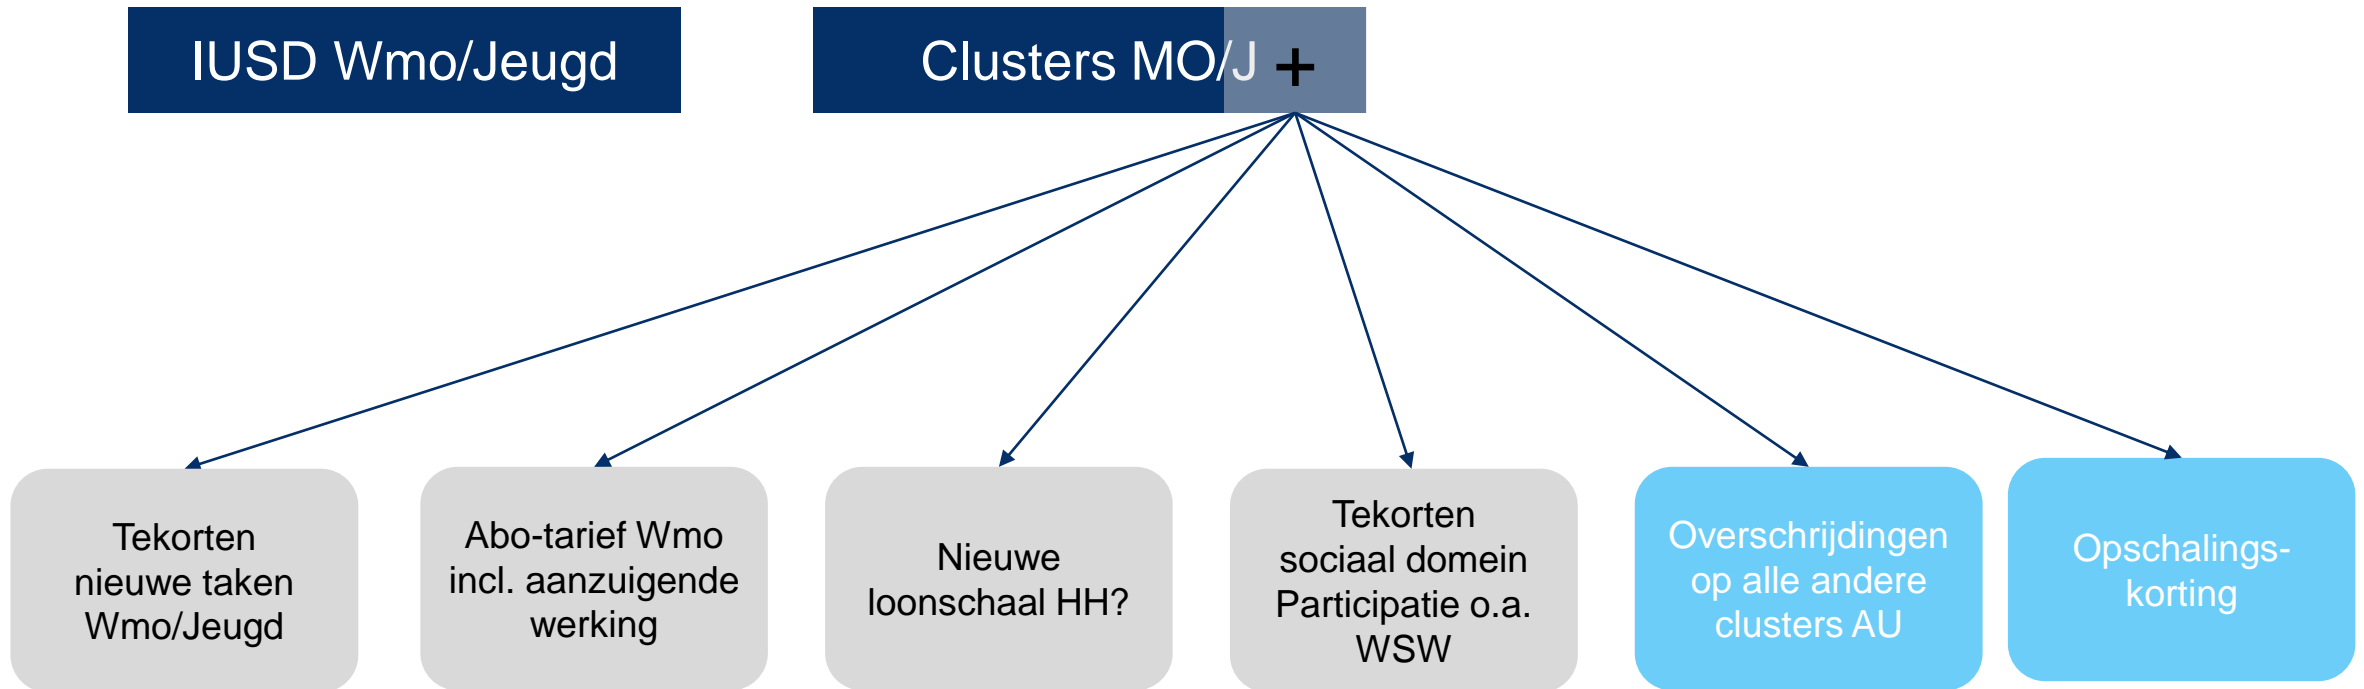 IUSD Wmo/Jeugd
Clusters MO/J +
Tekorten
nieuwe taken
Wmo/Jeugd
Abo-tarief Wmo
incl. aanzuigende
werking
Nieuwe
loonschaal HH?
Tekorten
sociaal domein
Participatie o.a.
WSW
Overschrijdingen
op alle andere
clusters AU
Opschalings-
korting